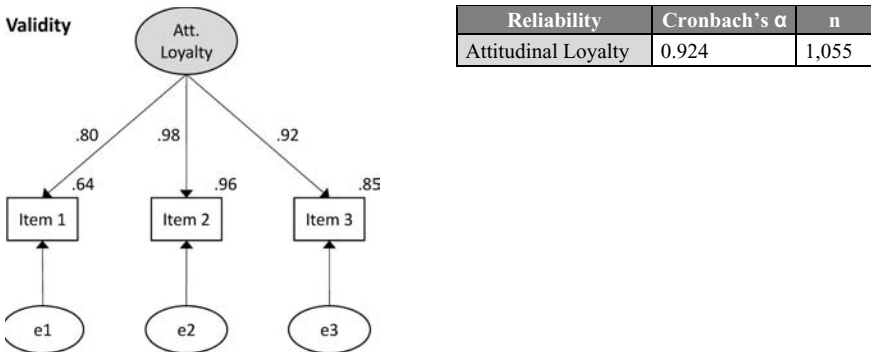 Validity
Att.
Loyalty
.80
.98
.92
.64
.96
.85
Item 1
Item 2
Item 3
e1
e2
e3
Reliability Cronbach's α n
Attitudinal Loyalty 0.924 1,055